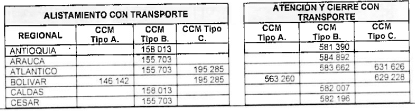 ALISTAMIENTO CON TRANSPORTE
REGIONAL CCM Tipo A. CCM Tipo B. CCM Tipo C.
ANTIOQUIA 158 013
ARAUCA 155 703
ATLANTICO 155 703 195 285
BOLIVAR 146 142 195 285
CALDAS 158 013
CESAR 155 703
ATENCIÓN Y CIERRE CON TRANSPORTE
CCM Tipo A. CCM Tipo B. CCM Tipo C.
581 390
584 892
583 662 631 626
563 260 629 228
582 007
582 196